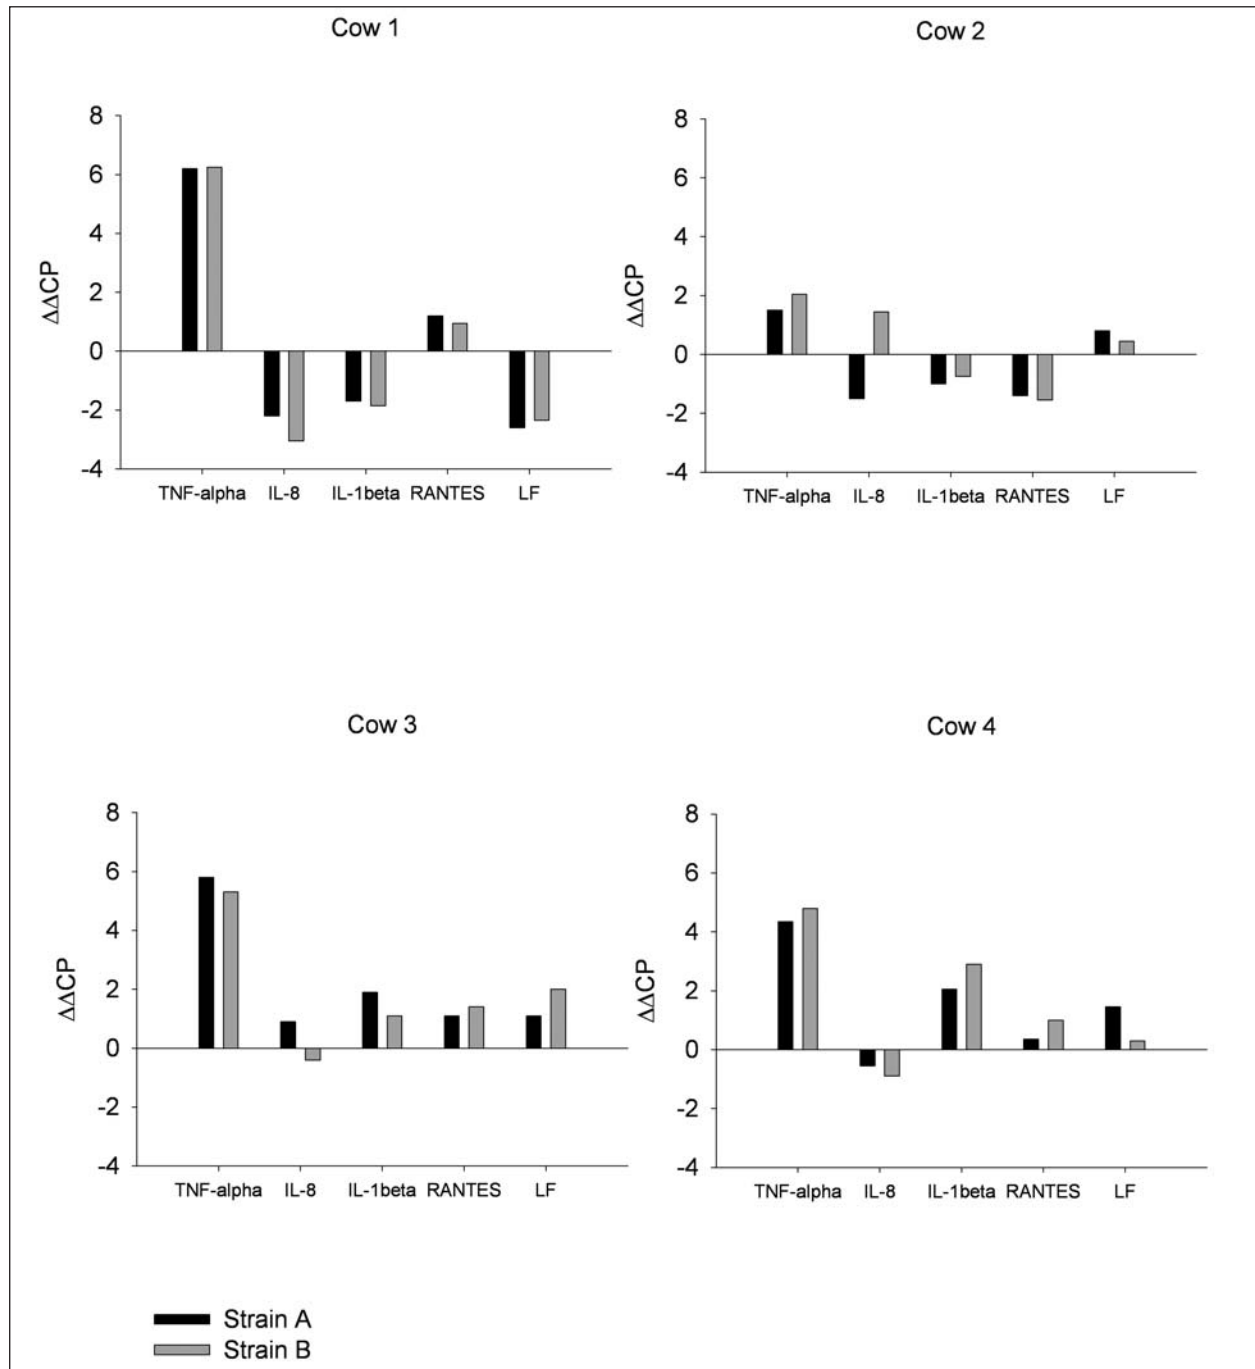 Cow 1
8
6
4
2
0
-2
-4
ΔΔCP
TNF-alpha IL-8 IL-1beta RANTES LF
Cow 2
8
6
4
2
0
-2
-4
ΔΔCP
TNF-alpha IL-8 IL-1beta RANTES LF
Cow 3
8
6
4
2
0
-2
-4
ΔΔCP
TNF-alpha IL-8 IL-1beta RANTES LF
Cow 4
8
6
4
2
0
-2
-4
ΔΔCP
TNF-alpha IL-8 IL-1beta RANTES LF
Strain A
Strain B